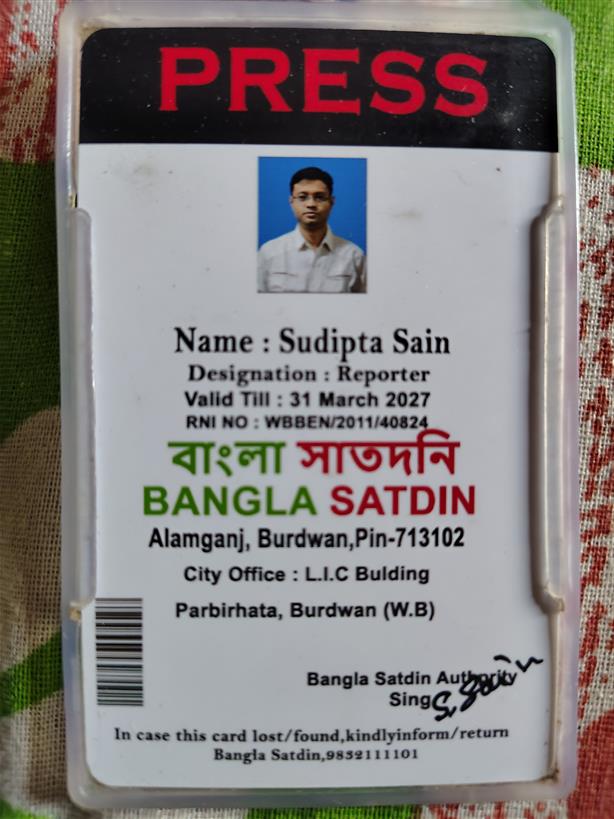 PRESS
Name : Sudipta Sain
Designation : Reporter
Valid Till : 31 March 2027
RNI NO : WBBEN/2011/40824
বাংলা সাতদনি
BANGLA SATDIN
Alamganj, Burdwan,Pin-713102
City Office : L.I.C Bulding
Parbirhata, Burdwan (W.B)
Bangla Satdin Authority
Sing
S. Sain
In case this card lost/found,kindlyinform/return
Bangla Satdin,9832111101